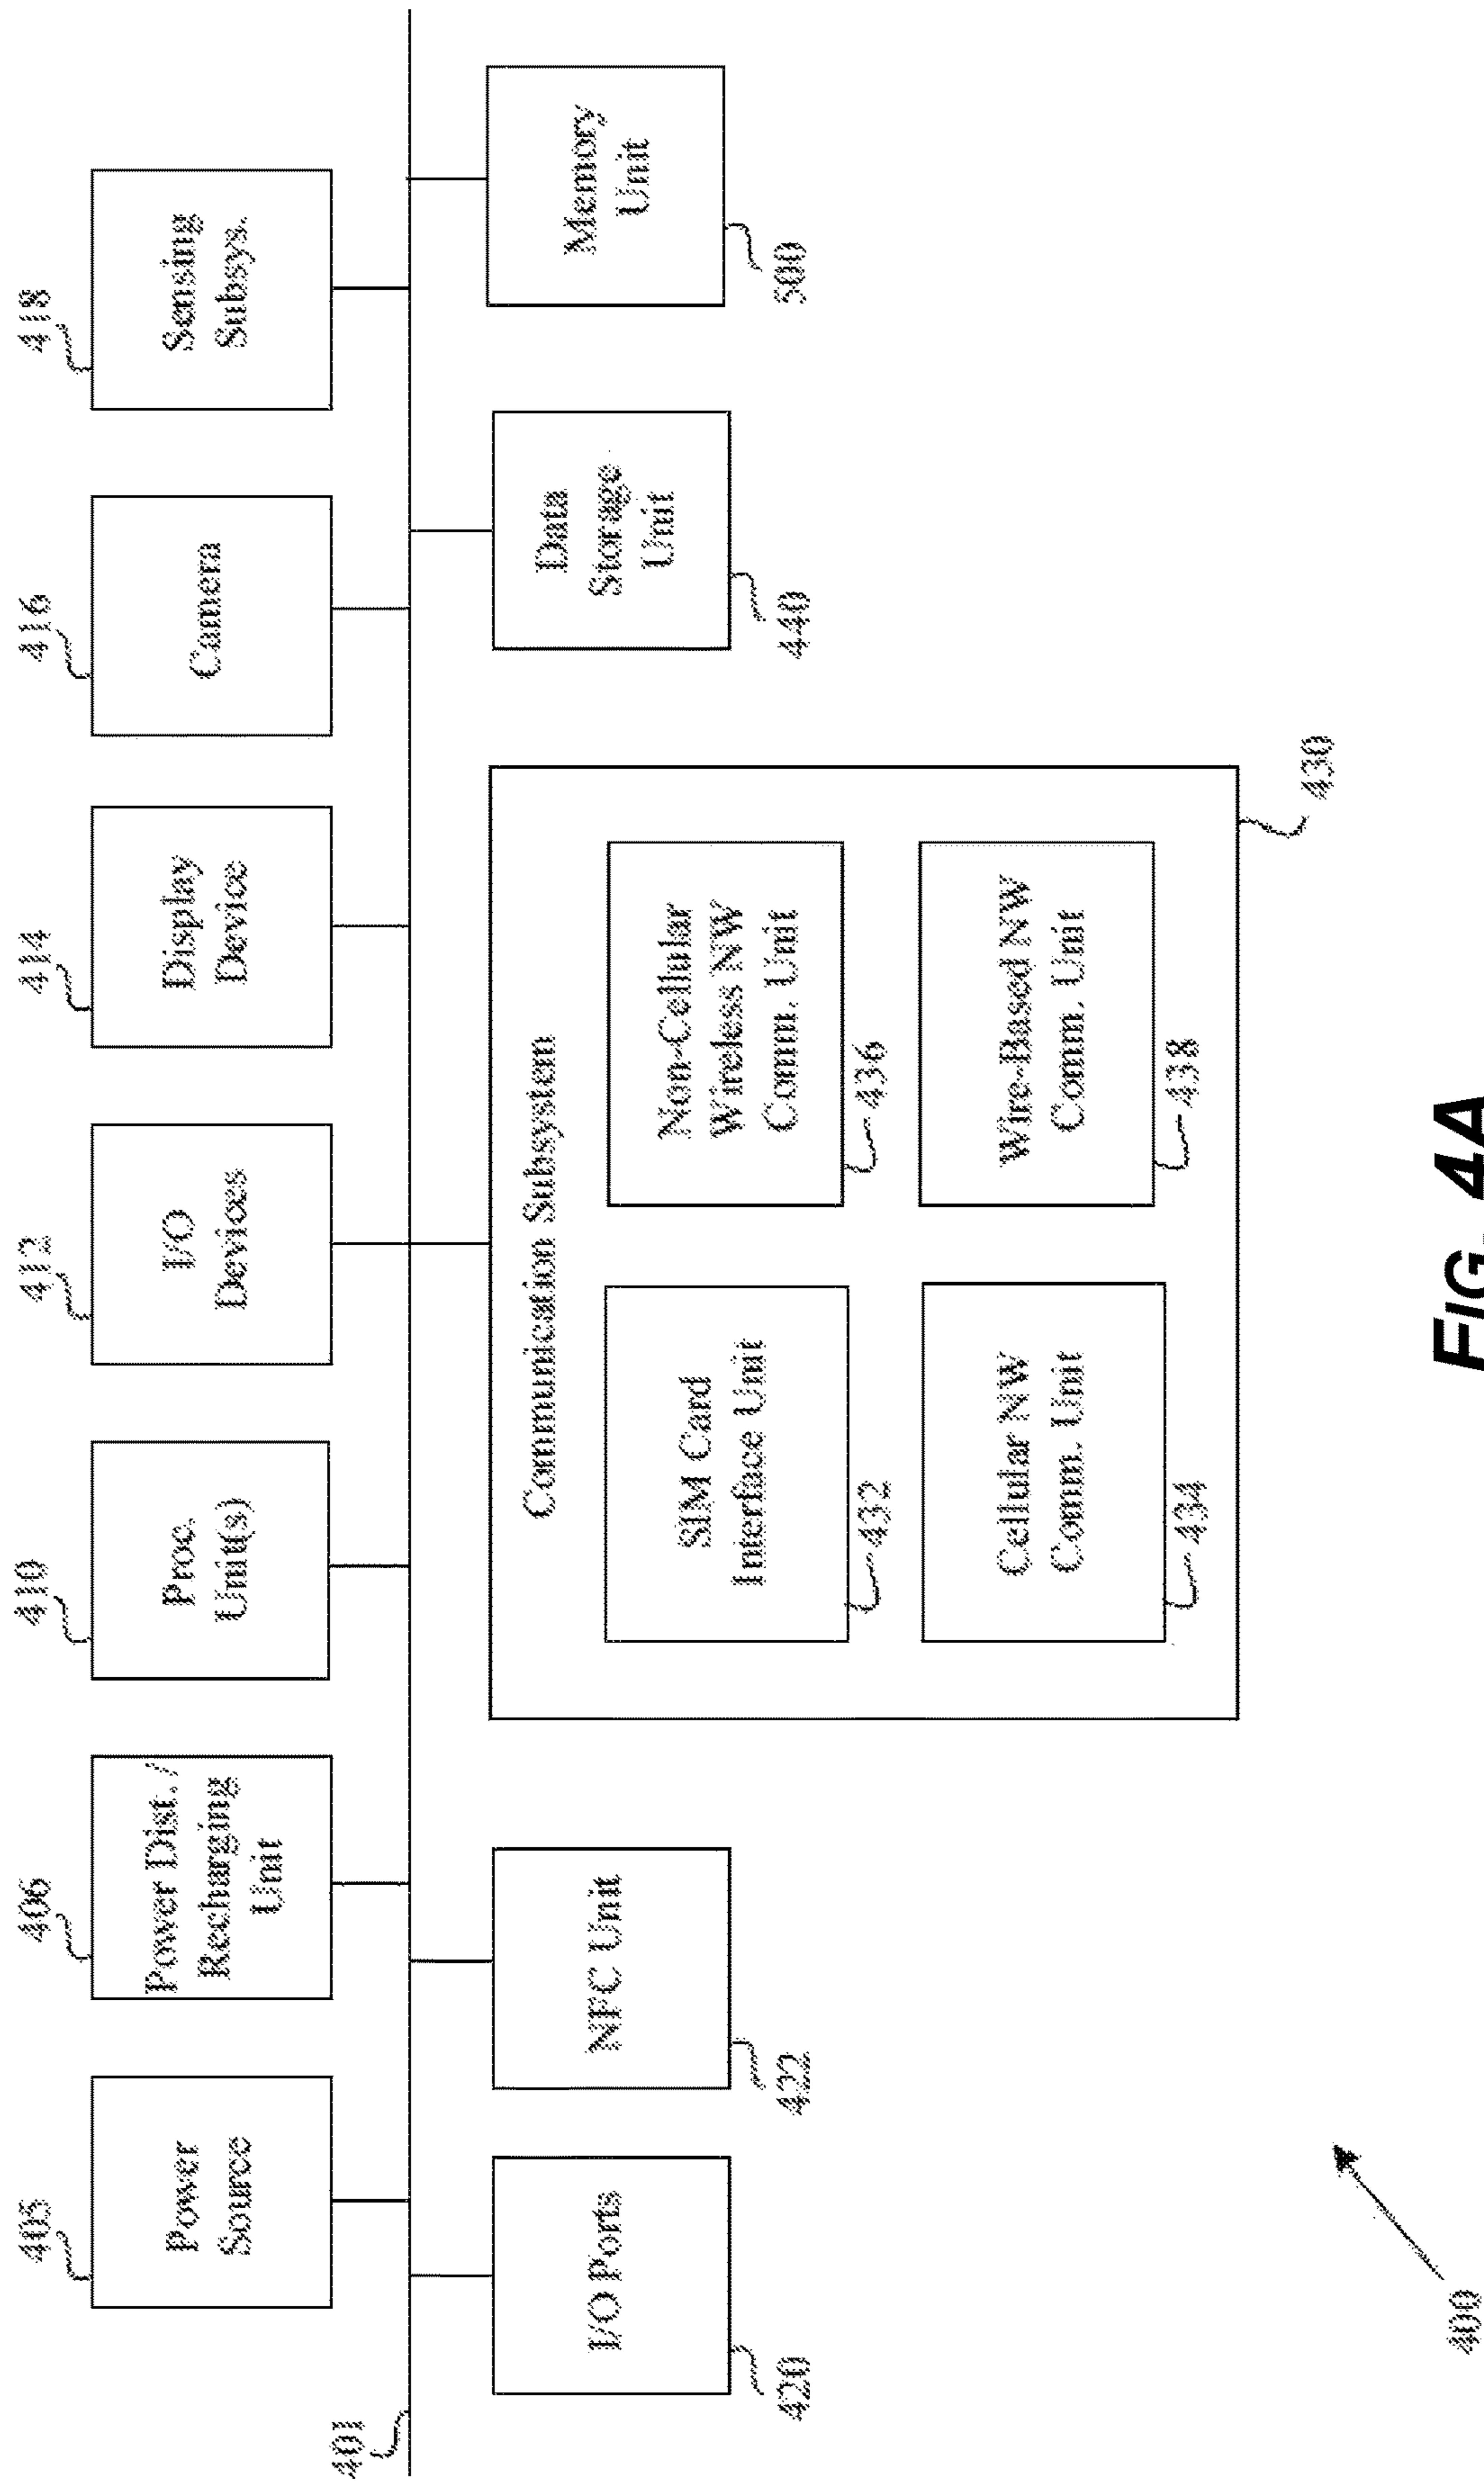 405
Power
Source
406
Power Dist. /
Recharging
Unit
410
Proc.
Unit(s)
412
I/O
Devices
414
Display
Device
416
Camera
418
Sensing
Subsys.
401
I/O Ports
420
NFC Unit
422
Communication Subsystem
SIM Card
Interface Unit
432
Non-Cellular
Wireless NW
Comm. Unit
436
Cellular NW
Comm. Unit
434
Wire-Based NW
Comm. Unit
438
430
Data
Storage
Unit
440
Memory
Unit
500
400
FIG. 4A